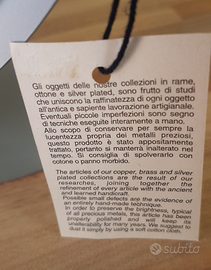 Gli oggetti delle nostre collezioni in rame,
ottone e silver plated, sono frutto di studi
che uniscono la raffinatezza di ogni oggetto
all'antica e sapiente lavorazione artigianale.
Eventuali piccole imperfezioni sono segno
di tecniche eseguite interamente a mano.
Allo scopo di conservare per sempre la
lucentezza propria dei metalli preziosi,
questo prodotto è stato appositamente
trattato, pertanto si manterrà inalterato nel
tempo. Si consiglia di spolverarlo con
cotone o panno morbido.
The articles of our copper, brass and silver
plated collections are the result of our
researches, joining together the
refinement of every article with the ancient
and learned handicraft.
Possible small defects are the evidence of
an entirely hand-made technique.
In order to preserve the brightness, typical
of all precious metals, this article has been
properly polished and will keep
unalterably for many years. We suggest to
dust it simply by using a soft cotton cloth.
subito